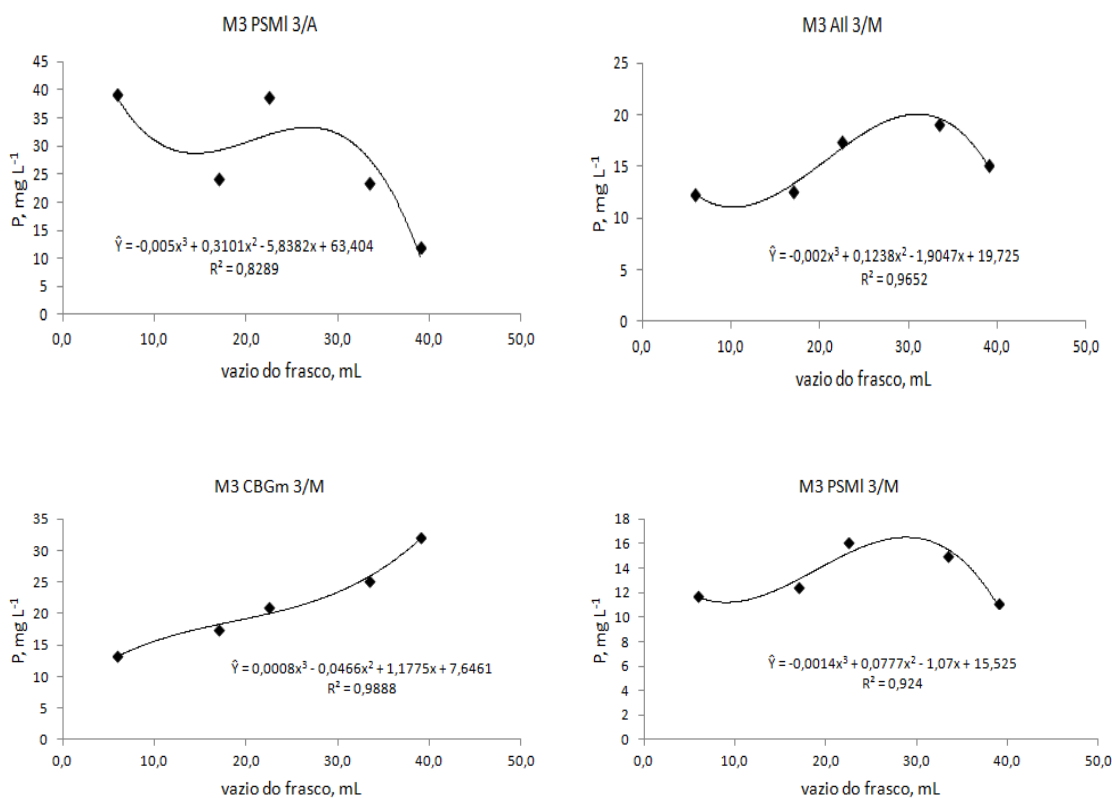 M3 PSMl 3/A
P, mg L⁻¹
45
40
35
30
25
20
15
10
5
0
Ŷ = -0,005x³ + 0,3101x² - 5,8382x + 63,404
R² = 0,8289
0,0 10,0 20,0 30,0 40,0 50,0
vazio do frasco, mL
M3 AIl 3/M
P, mg L⁻¹
25
20
15
10
5
0
Ŷ = -0,002x³ + 0,1238x² - 1,9047x + 19,725
R² = 0,9652
0,0 10,0 20,0 30,0 40,0 50,0
vazio do frasco, mL
M3 CBGm 3/M
P, mg L⁻¹
35
30
25
20
15
10
5
0
Ŷ = 0,0008x³ - 0,0466x² + 1,1775x + 7,6461
R² = 0,9888
0,0 10,0 20,0 30,0 40,0 50,0
vazio do frasco, mL
M3 PSMl 3/M
P, mg L⁻¹
18
16
14
12
10
8
6
4
2
0
Ŷ = -0,0014x³ + 0,0777x² - 1,07x + 15,525
R² = 0,924
0,0 10,0 20,0 30,0 40,0 50,0
vazio do frasco, mL